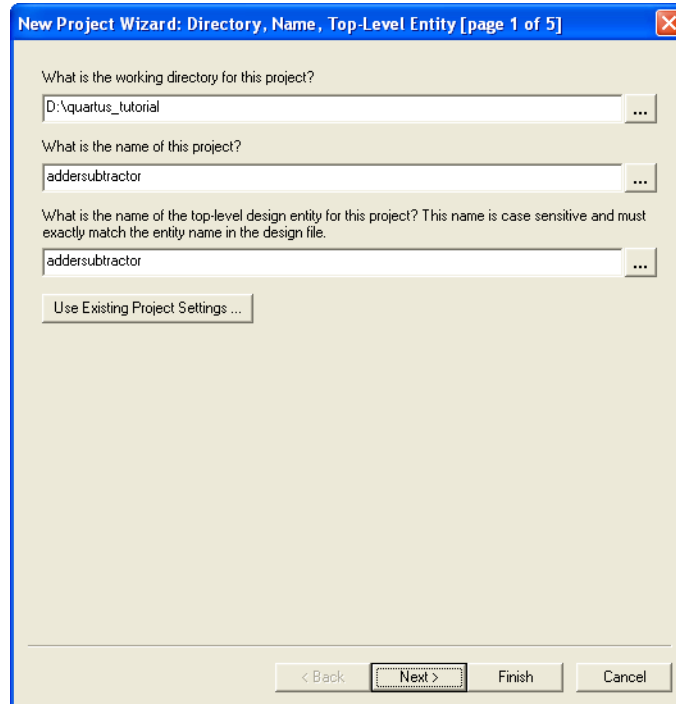 New Project Wizard: Directory, Name, Top-Level Entity [page 1 of 5]
What is the working directory for this project?
D:\quartus_tutorial
...
What is the name of this project?
addersubtractor
...
What is the name of the top-level design entity for this project? This name is case sensitive and must
exactly match the entity name in the design file.
addersubtractor
...
Use Existing Project Settings ...
< Back
Next >
Finish
Cancel